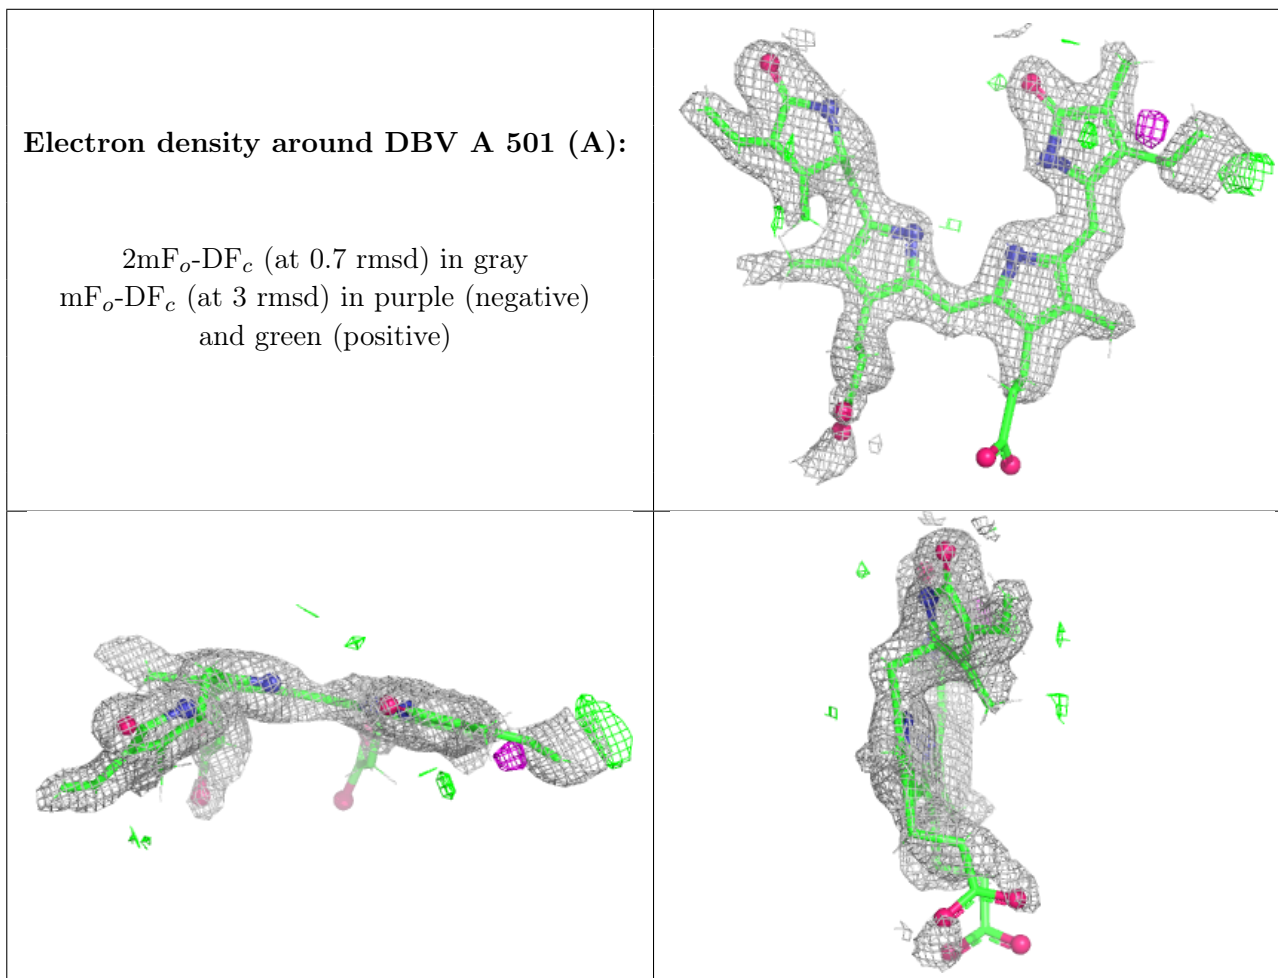 Electron density around DBV A 501 (A):
2mFo-DFc (at 0.7 rmsd) in gray
mFo-DFc (at 3 rmsd) in purple (negative)
and green (positive)